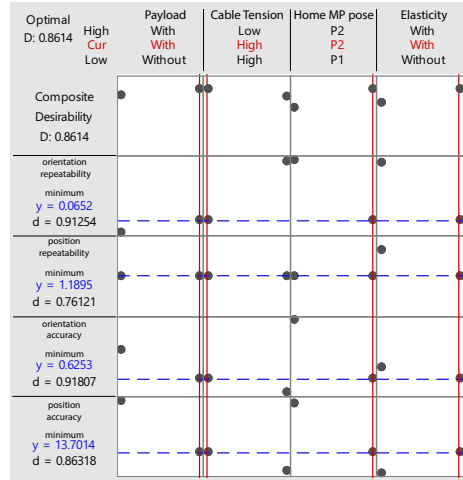 Optimal
D: 0.8614
High
Cur
Low
Payload
With
With
Without
Cable Tension
Low
High
High
Home MP pose
P2
P2
P1
Elasticity
With
With
Without
Composite
Desirability
D: 0.8614
orientation
repeatability
minimum
y = 0.0652
d = 0.91254
position
repeatability
minimum
y = 1.1895
d = 0.76121
orientation
accuracy
minimum
y = 0.6253
d = 0.91807
position
accuracy
minimum
y = 13.7014
d = 0.86318